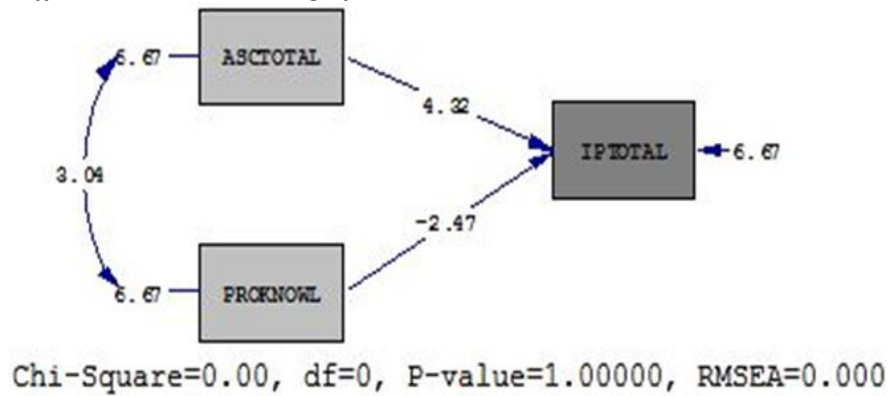 6.67
ASCTOTAL
4.32
IPTOTAL
6.67
3.04
-2.47
6.67
PROKNOWL
Chi-Square=0.00, df=0, P-value=1.00000, RMSEA=0.000